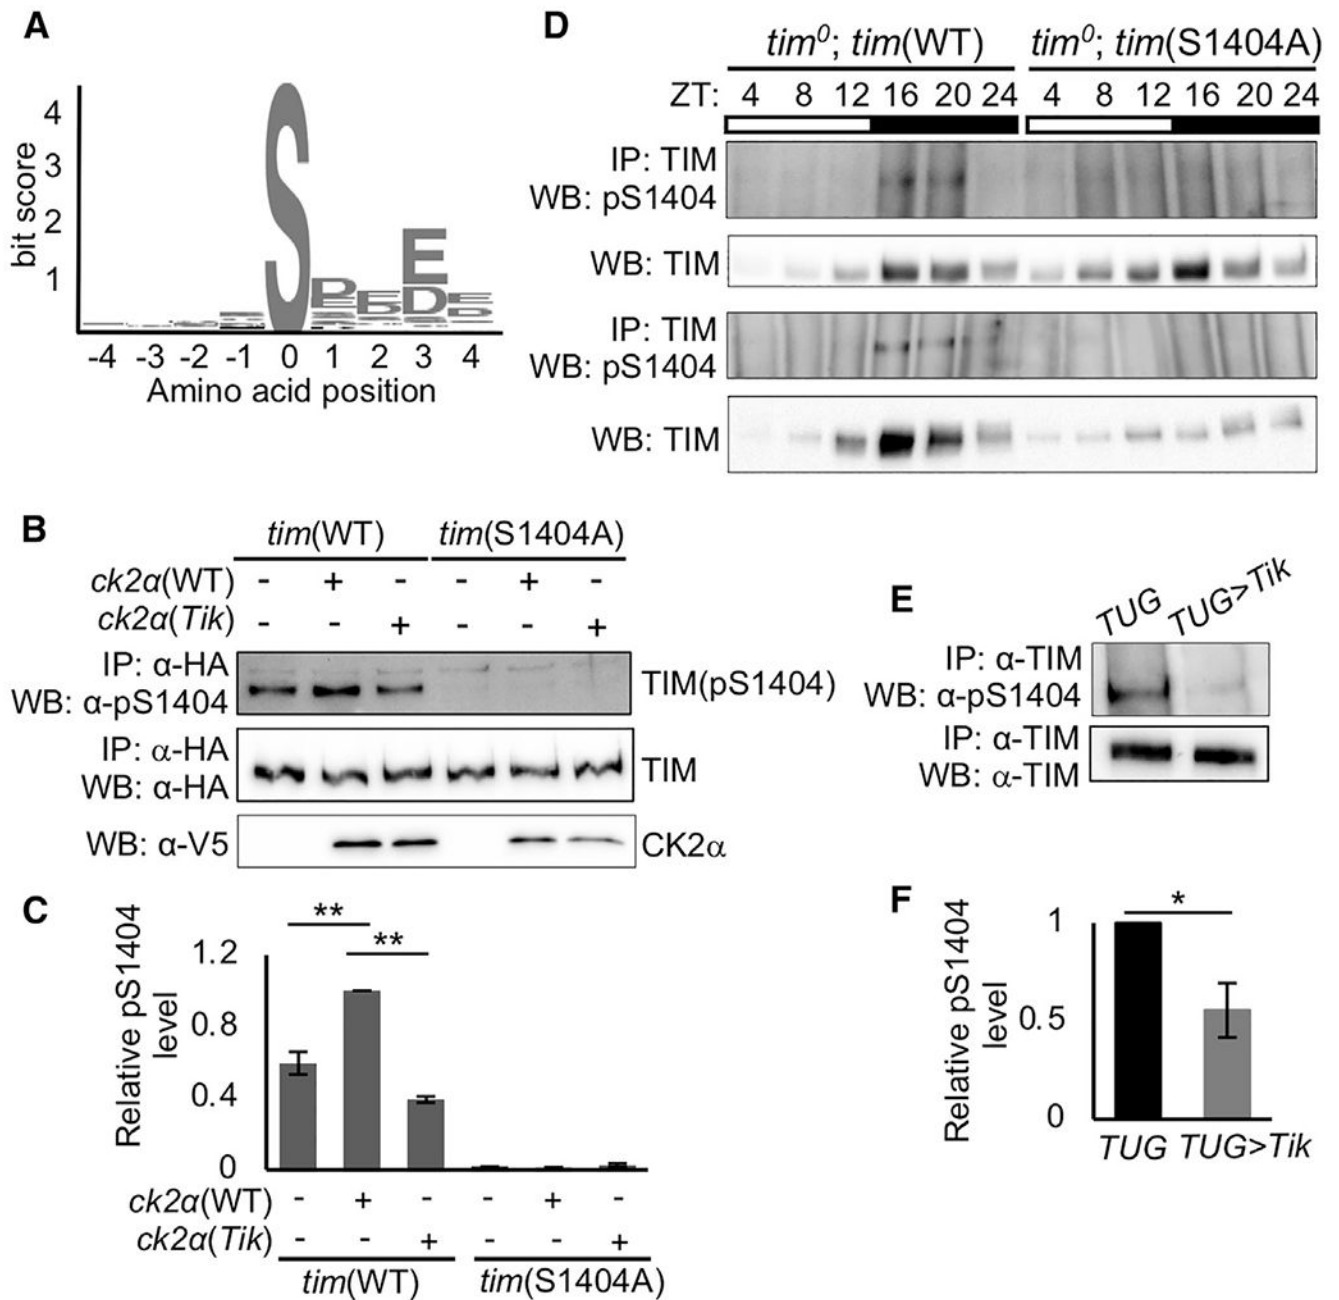 A
bit score
4
3
2
1
S
D
E
E
D
E
D
E
D
-4 -3 -2 -1 0 1 2 3 4
Amino acid position
D
tim⁰; tim(WT) tim⁰; tim(S1404A)
ZT: 4 8 12 16 20 24 4 8 12 16 20 24
IP: TIM
WB: pS1404
WB: TIM
IP: TIM
WB: pS1404
WB: TIM
B
tim(WT) tim(S1404A)
ck2α(WT) - + - - + -
ck2α(Tik) - - + - - +
IP: α-HA
WB: α-pS1404
TIM(pS1404)
IP: α-HA
WB: α-HA
TIM
WB: α-V5
CK2α
E
TUG TUG>Tik
IP: α-TIM
WB: α-pS1404
IP: α-TIM
WB: α-TIM
C
Relative pS1404
level
** **
1.2
0.8
0.4
0
ck2α(WT) - + - - + -
ck2α(Tik) - - + - - +
tim(WT) tim(S1404A)
F
Relative pS1404
level
*
1
0.5
0
TUG TUG>Tik